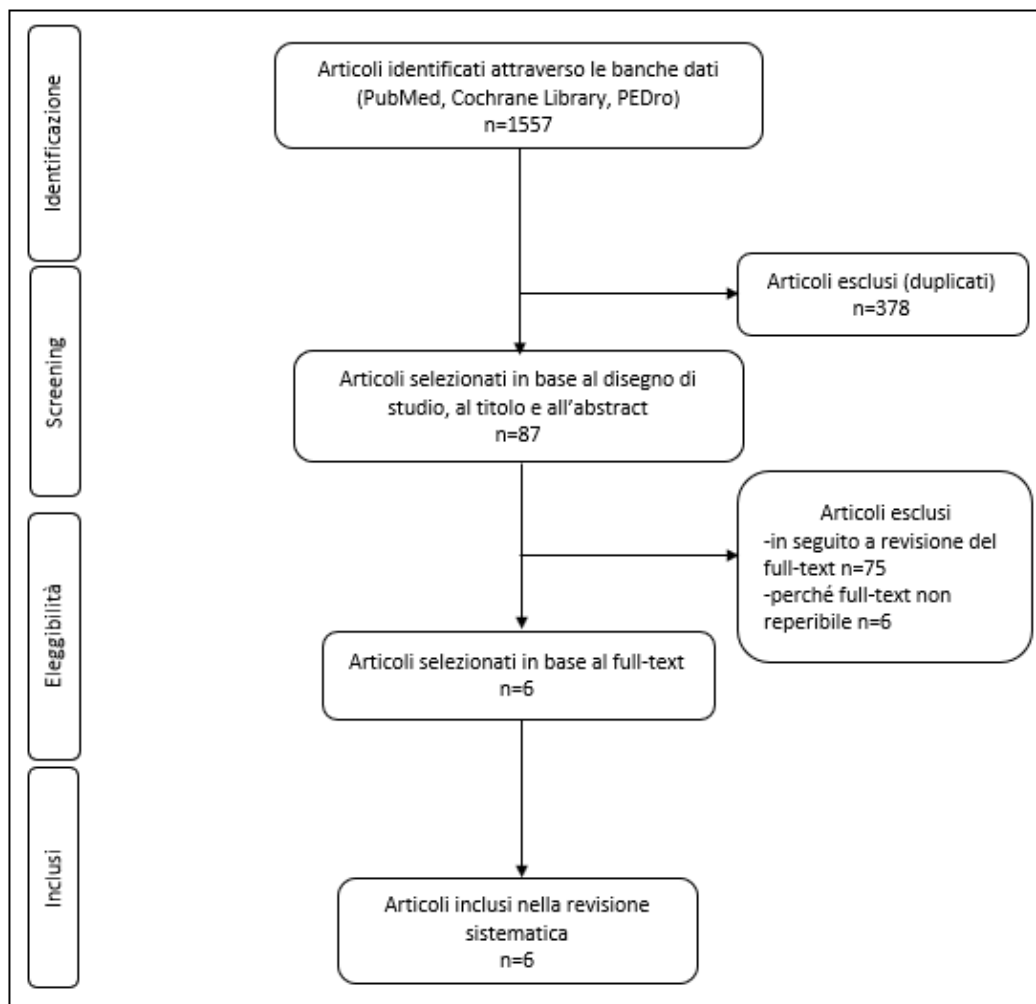 Identificazione
Articoli identificati attraverso le banche dati
(PubMed, Cochrane Library, PEDro)
n=1557
Screening
Articoli esclusi (duplicati)
n=378
Articoli selezionati in base al disegno di
studio, al titolo e all’abstract
n=87
Eleggibilità
Articoli esclusi
-in seguito a revisione del
full-text n=75
-perché full-text non
reperibile n=6
Articoli selezionati in base al full-text
n=6
Inclusi
Articoli inclusi nella revisione
sistematica
n=6